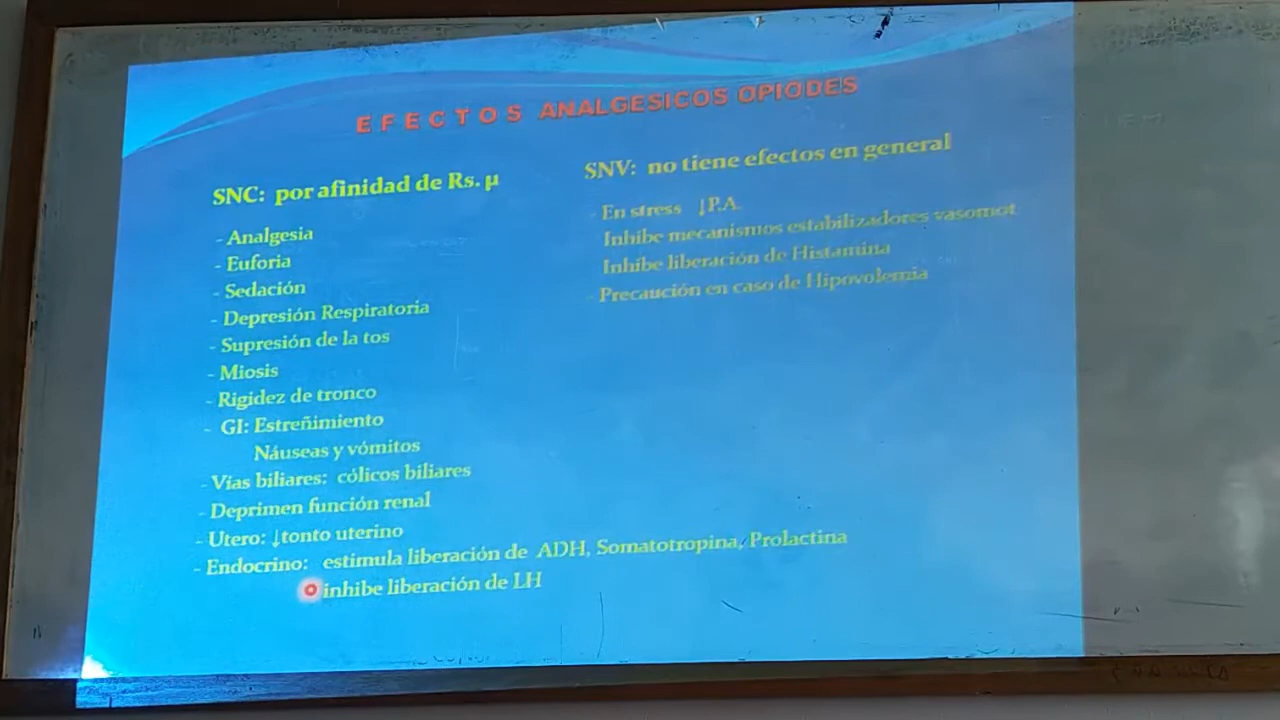 E F E C T O S ANALGESICOS OPIODES
SNC: por afinidad de Rs. µ
- Analgesia
- Euforia
- Sedación
- Depresión Respiratoria
- Supresión de la tos
- Miosis
- Rigidez de tronco
- GI: Estreñimiento
Náuseas y vómitos
- Vías biliares: cólicos biliares
- Deprimen función renal
- Utero: ↓tonto uterino
- Endocrino: estimula liberación de ADH, Somatotropina, Prolactina
inhibe liberación de LH
SNV: no tiene efectos en general
- En stress ↓P.A.
Inhibe mecanismos estabilizadores vasomot
Inhibe liberación de Histamina
- Precaución en caso de Hipovolemia